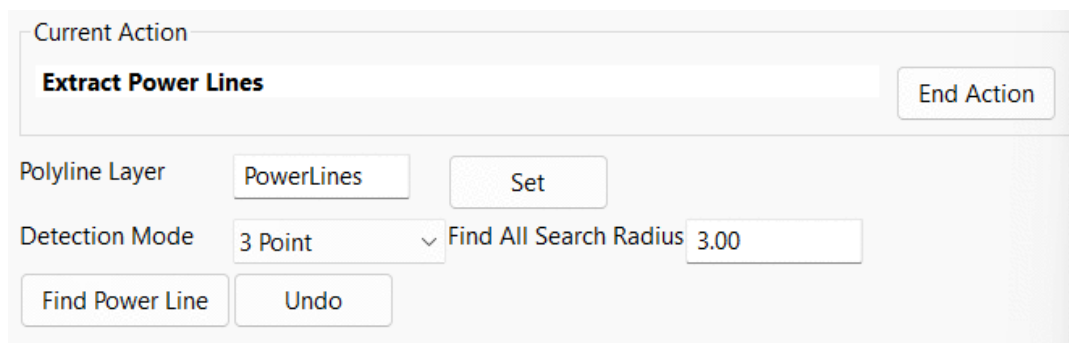 Current Action
Extract Power Lines
End Action
Polyline Layer PowerLines Set
Detection Mode 3 Point Find All Search Radius 3.00
Find Power Line Undo